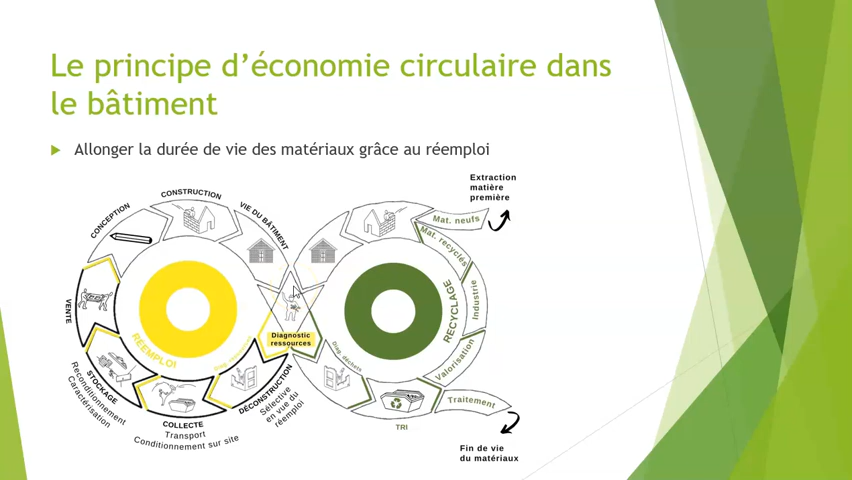 Le principe d’économie circulaire dans
le bâtiment
Allonger la durée de vie des matériaux grâce au réemploi
Extraction
matière
première
CONSTRUCTION
CONCEPTION
VIE DU BÂTIMENT
Mat. neufs
Mat. recyclés
Industrie
RECYCLAGE
VENTE
RÉEMPLOI
Diagnostic
ressources
Diag. déchets
Valorisation
STOCKAGE
Reconditionnement
Caractérisation
DÉCONSTRUCTION
Sélective
en vue du
réemploi
COLLECTE
Transport
Conditionnement sur site
TRI
Traitement
Fin de vie
du matériaux